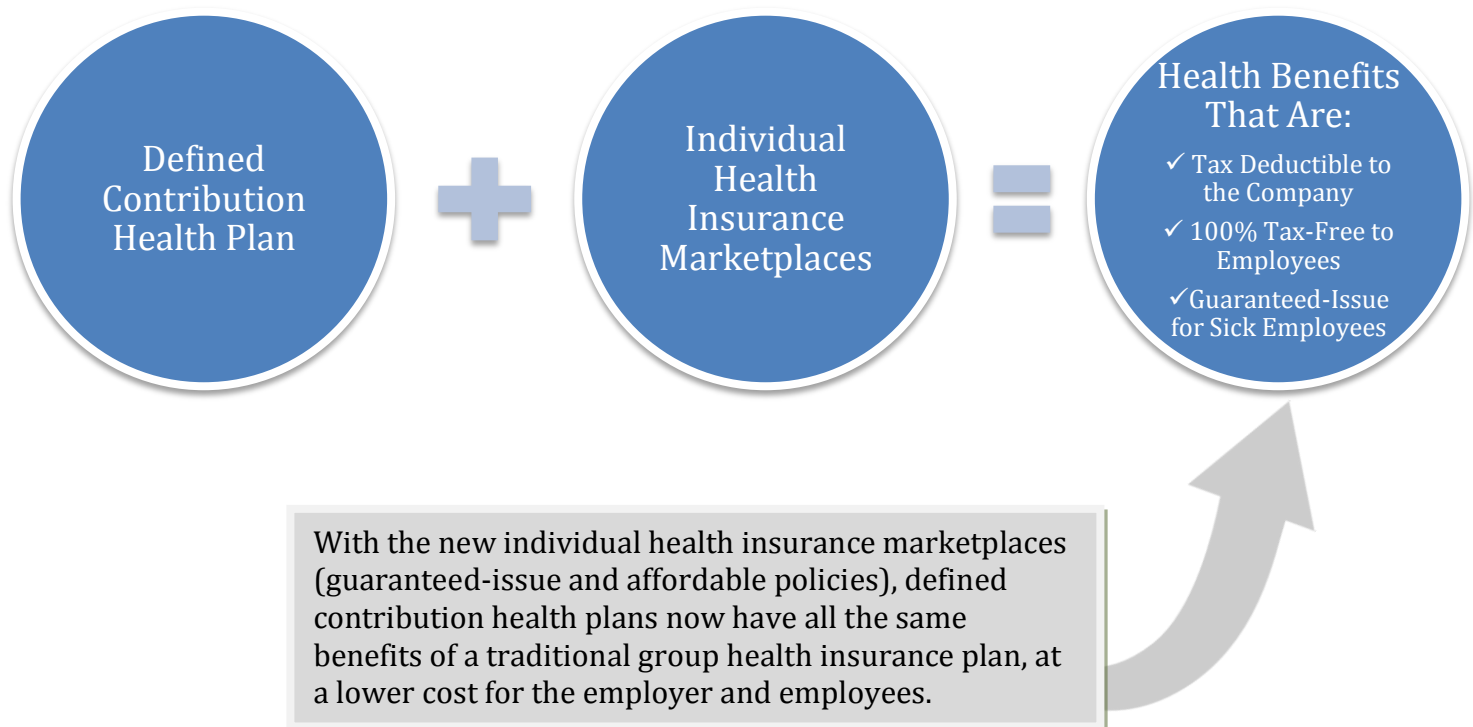 Defined
Contribution
Health Plan
Individual
Health
Insurance
Marketplaces
Health Benefits
That Are:
✓ Tax Deductible to
the Company
✓ 100% Tax-Free to
Employees
✓Guaranteed-Issue
for Sick Employees
With the new individual health insurance marketplaces
(guaranteed-issue and affordable policies), defined
contribution health plans now have all the same
benefits of a traditional group health insurance plan, at
a lower cost for the employer and employees.